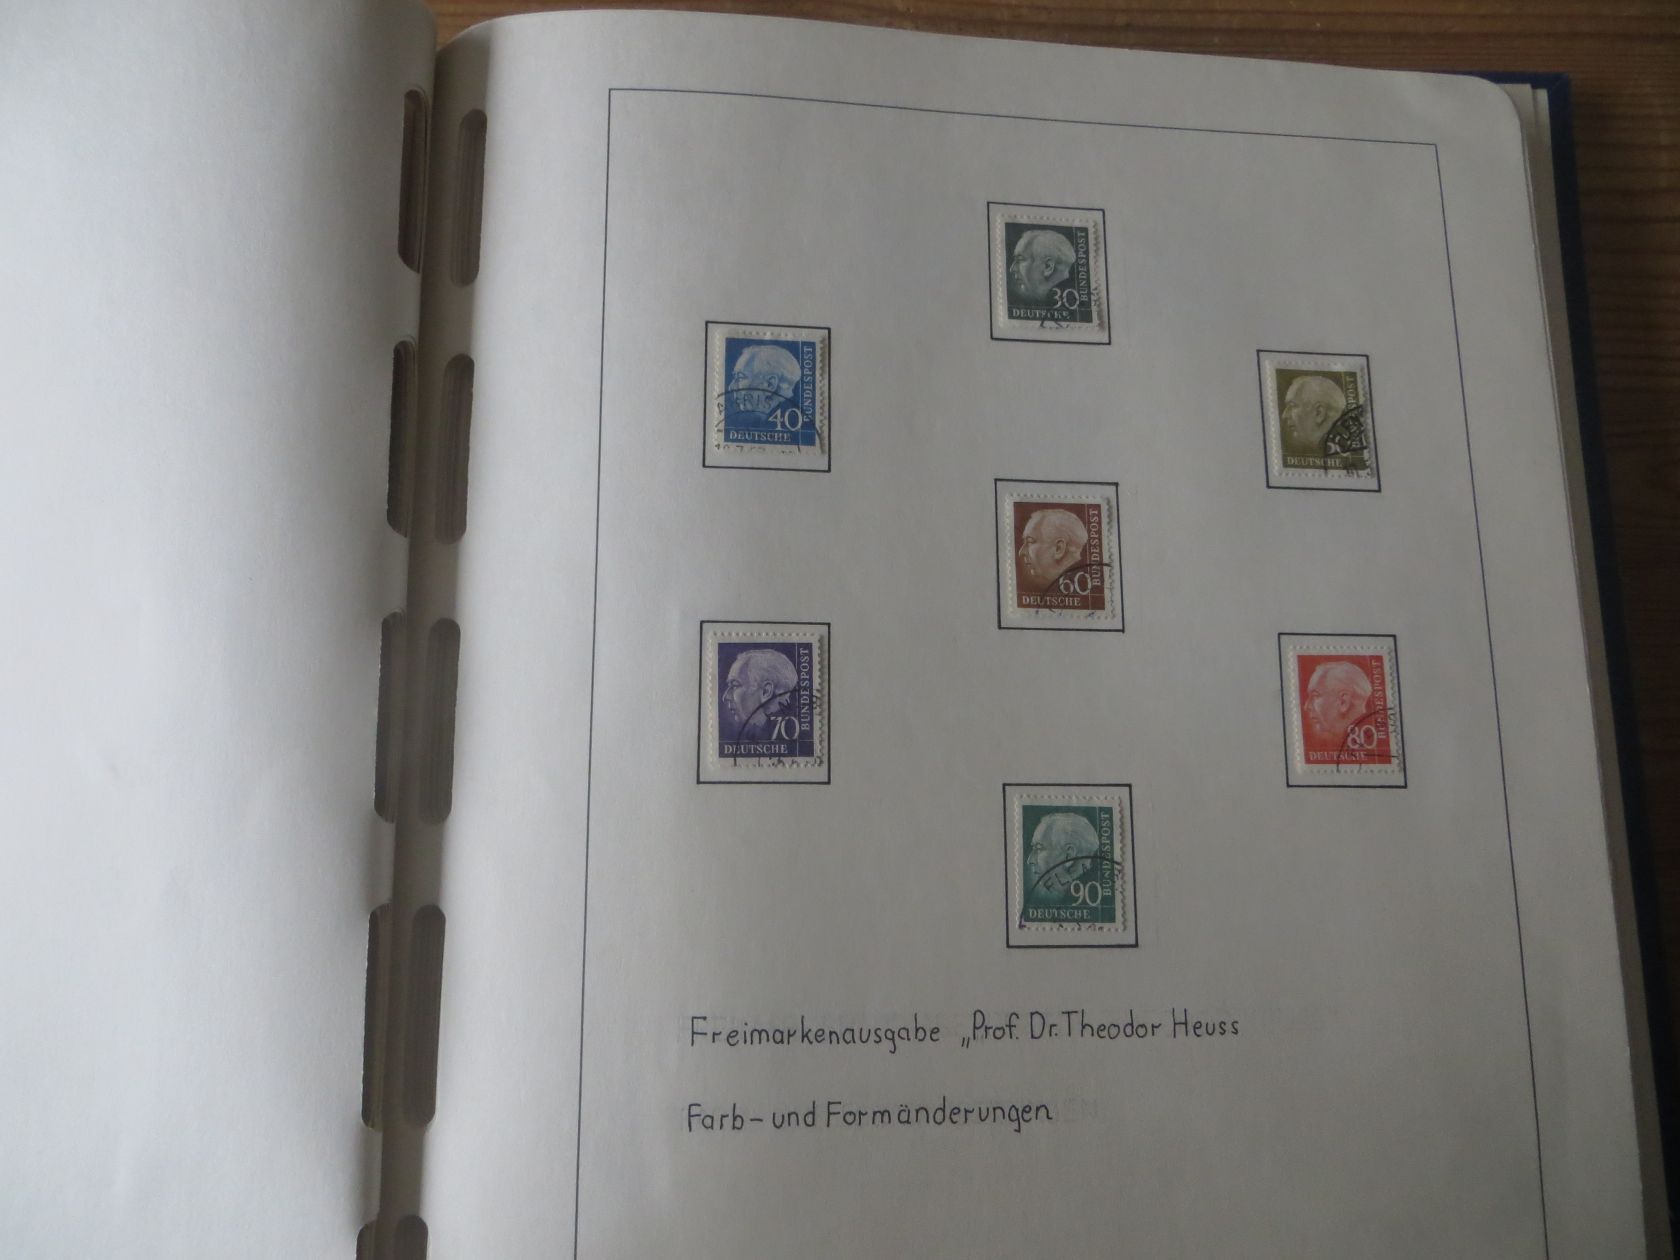 30
DEUTSCHE
BUNDESPOST
40
DEUTSCHE
BUNDESPOST
DEUTSCHE
60
DEUTSCHE
BUNDESPOST
70
DEUTSCHE
BUNDESPOST
80
DEUTSCHE
BUNDESPOST
90
DEUTSCHE
BUNDESPOST
Freimarkenausgabe „Prof. Dr. Theodor Heuss
Farb- und Formänderungen